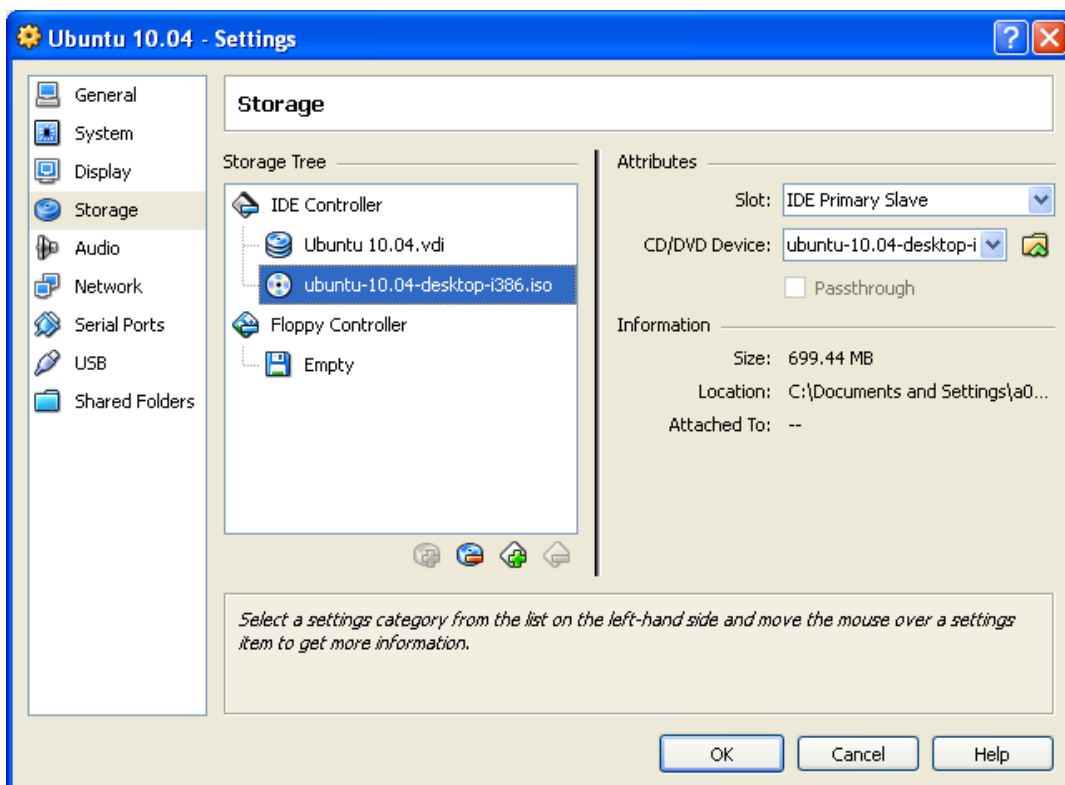 Ubuntu 10.04 - Settings
General
System
Display
Storage
Audio
Network
Serial Ports
USB
Shared Folders
Storage
Storage Tree
IDE Controller
Ubuntu 10.04.vdi
ubuntu-10.04-desktop-i386.iso
Floppy Controller
Empty
Attributes
Slot: IDE Primary Slave
CD/DVD Device: ubuntu-10.04-desktop-i
Passthrough
Information
Size: 699.44 MB
Location: C:\Documents and Settings\a0...
Attached To: --
Select a settings category from the list on the left-hand side and move the mouse over a settings
item to get more information.
OK Cancel Help